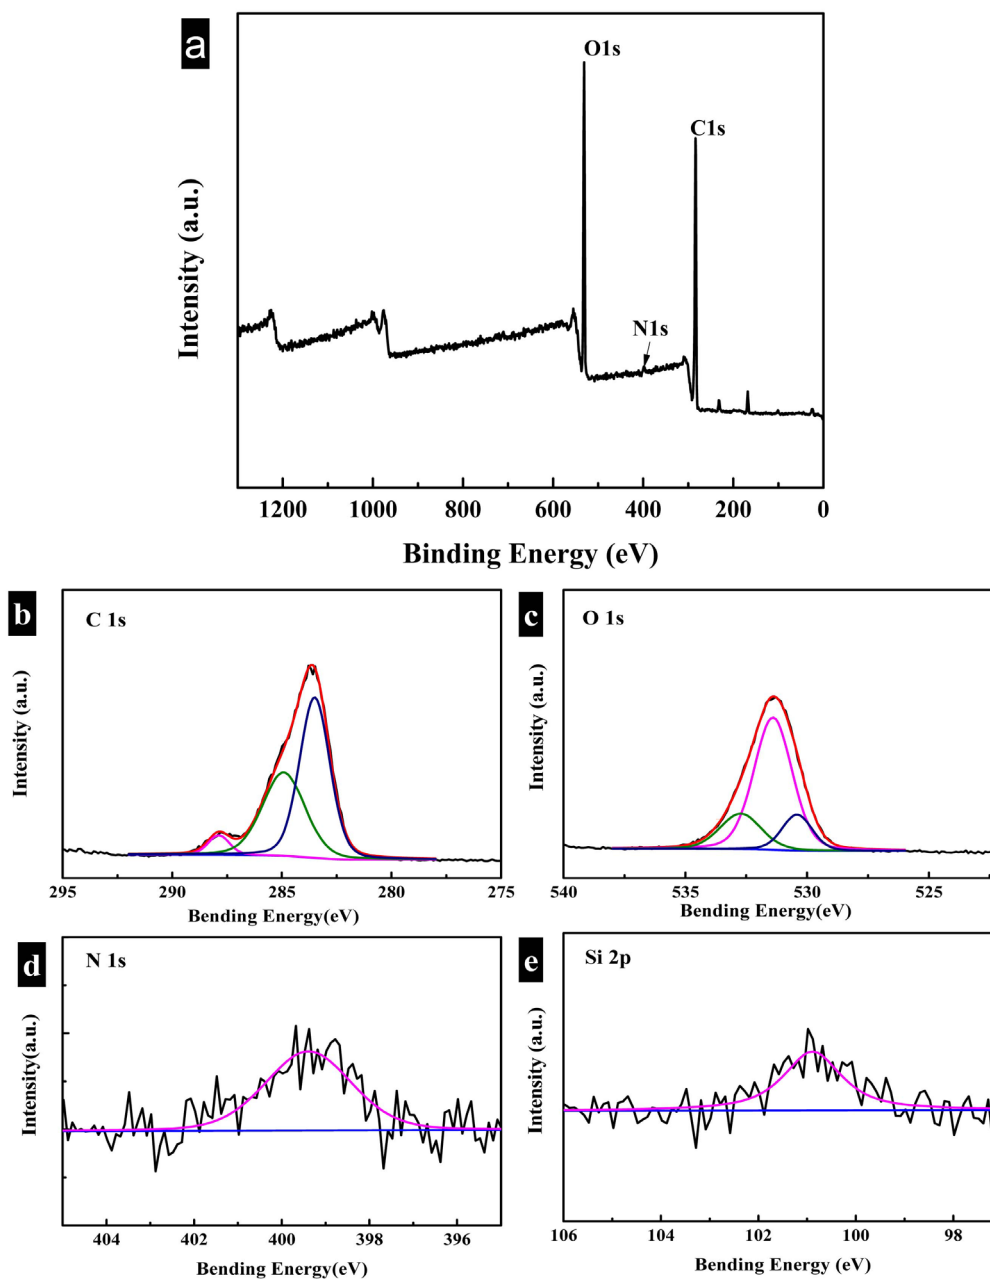 a
O1s
C1s
N1s
Intensity (a.u.)
1200 1000 800 600 400 200 0
Binding Energy (eV)
b
C 1s
Intensity (a.u.)
295 290 285 280 275
Bending Energy(eV)
c
O 1s
Intensity (a.u.)
540 535 530 525
Bending Energy(eV)
d
N 1s
Intensity(a.u.)
404 402 400 398 396
Bending Energy(eV)
e
Si 2p
Intensity (a.u.)
106 104 102 100 98
Bending Energy (eV)